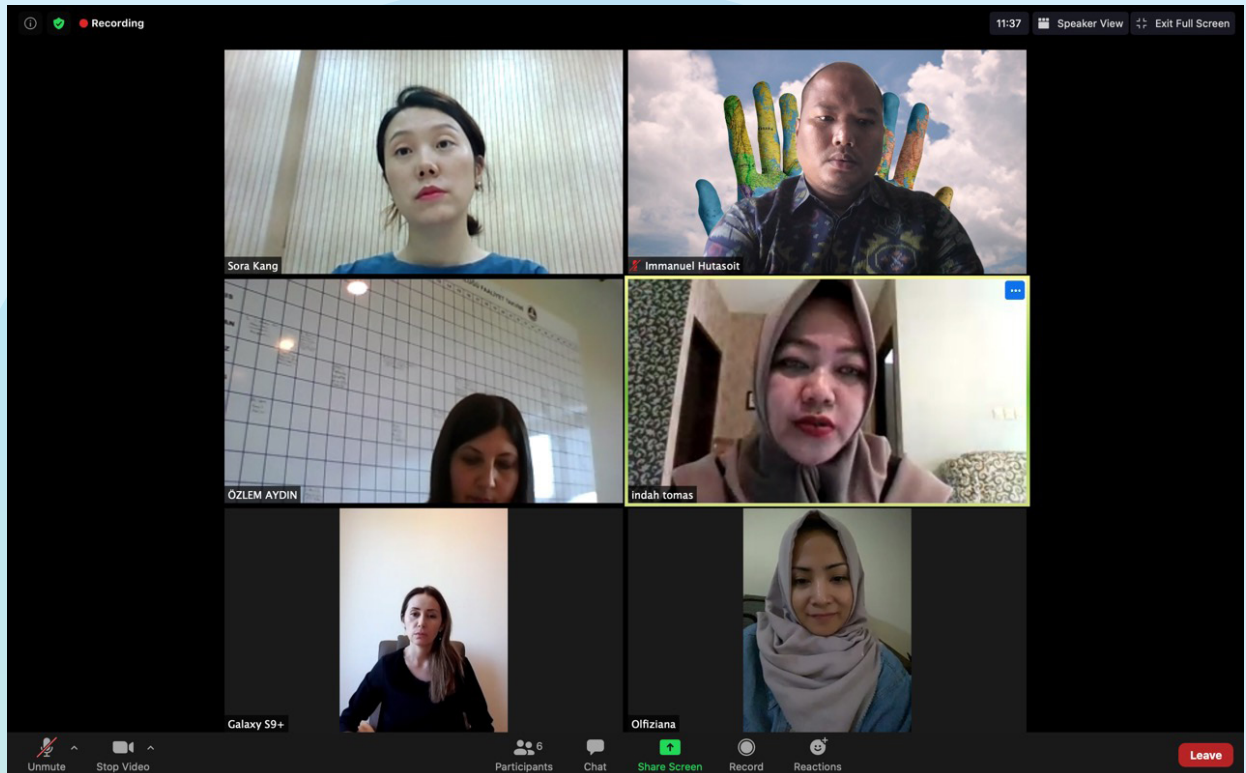 Recording
11:37 Speaker View Exit Full Screen
Sora Kang
Immanuel Hutasoit
ÖZLEM AYDIN
indah tomas
Galaxy S9+
Olfiziana
Unmute
Stop Video
Participants 6
Chat
Share Screen
Record
Reactions
Leave